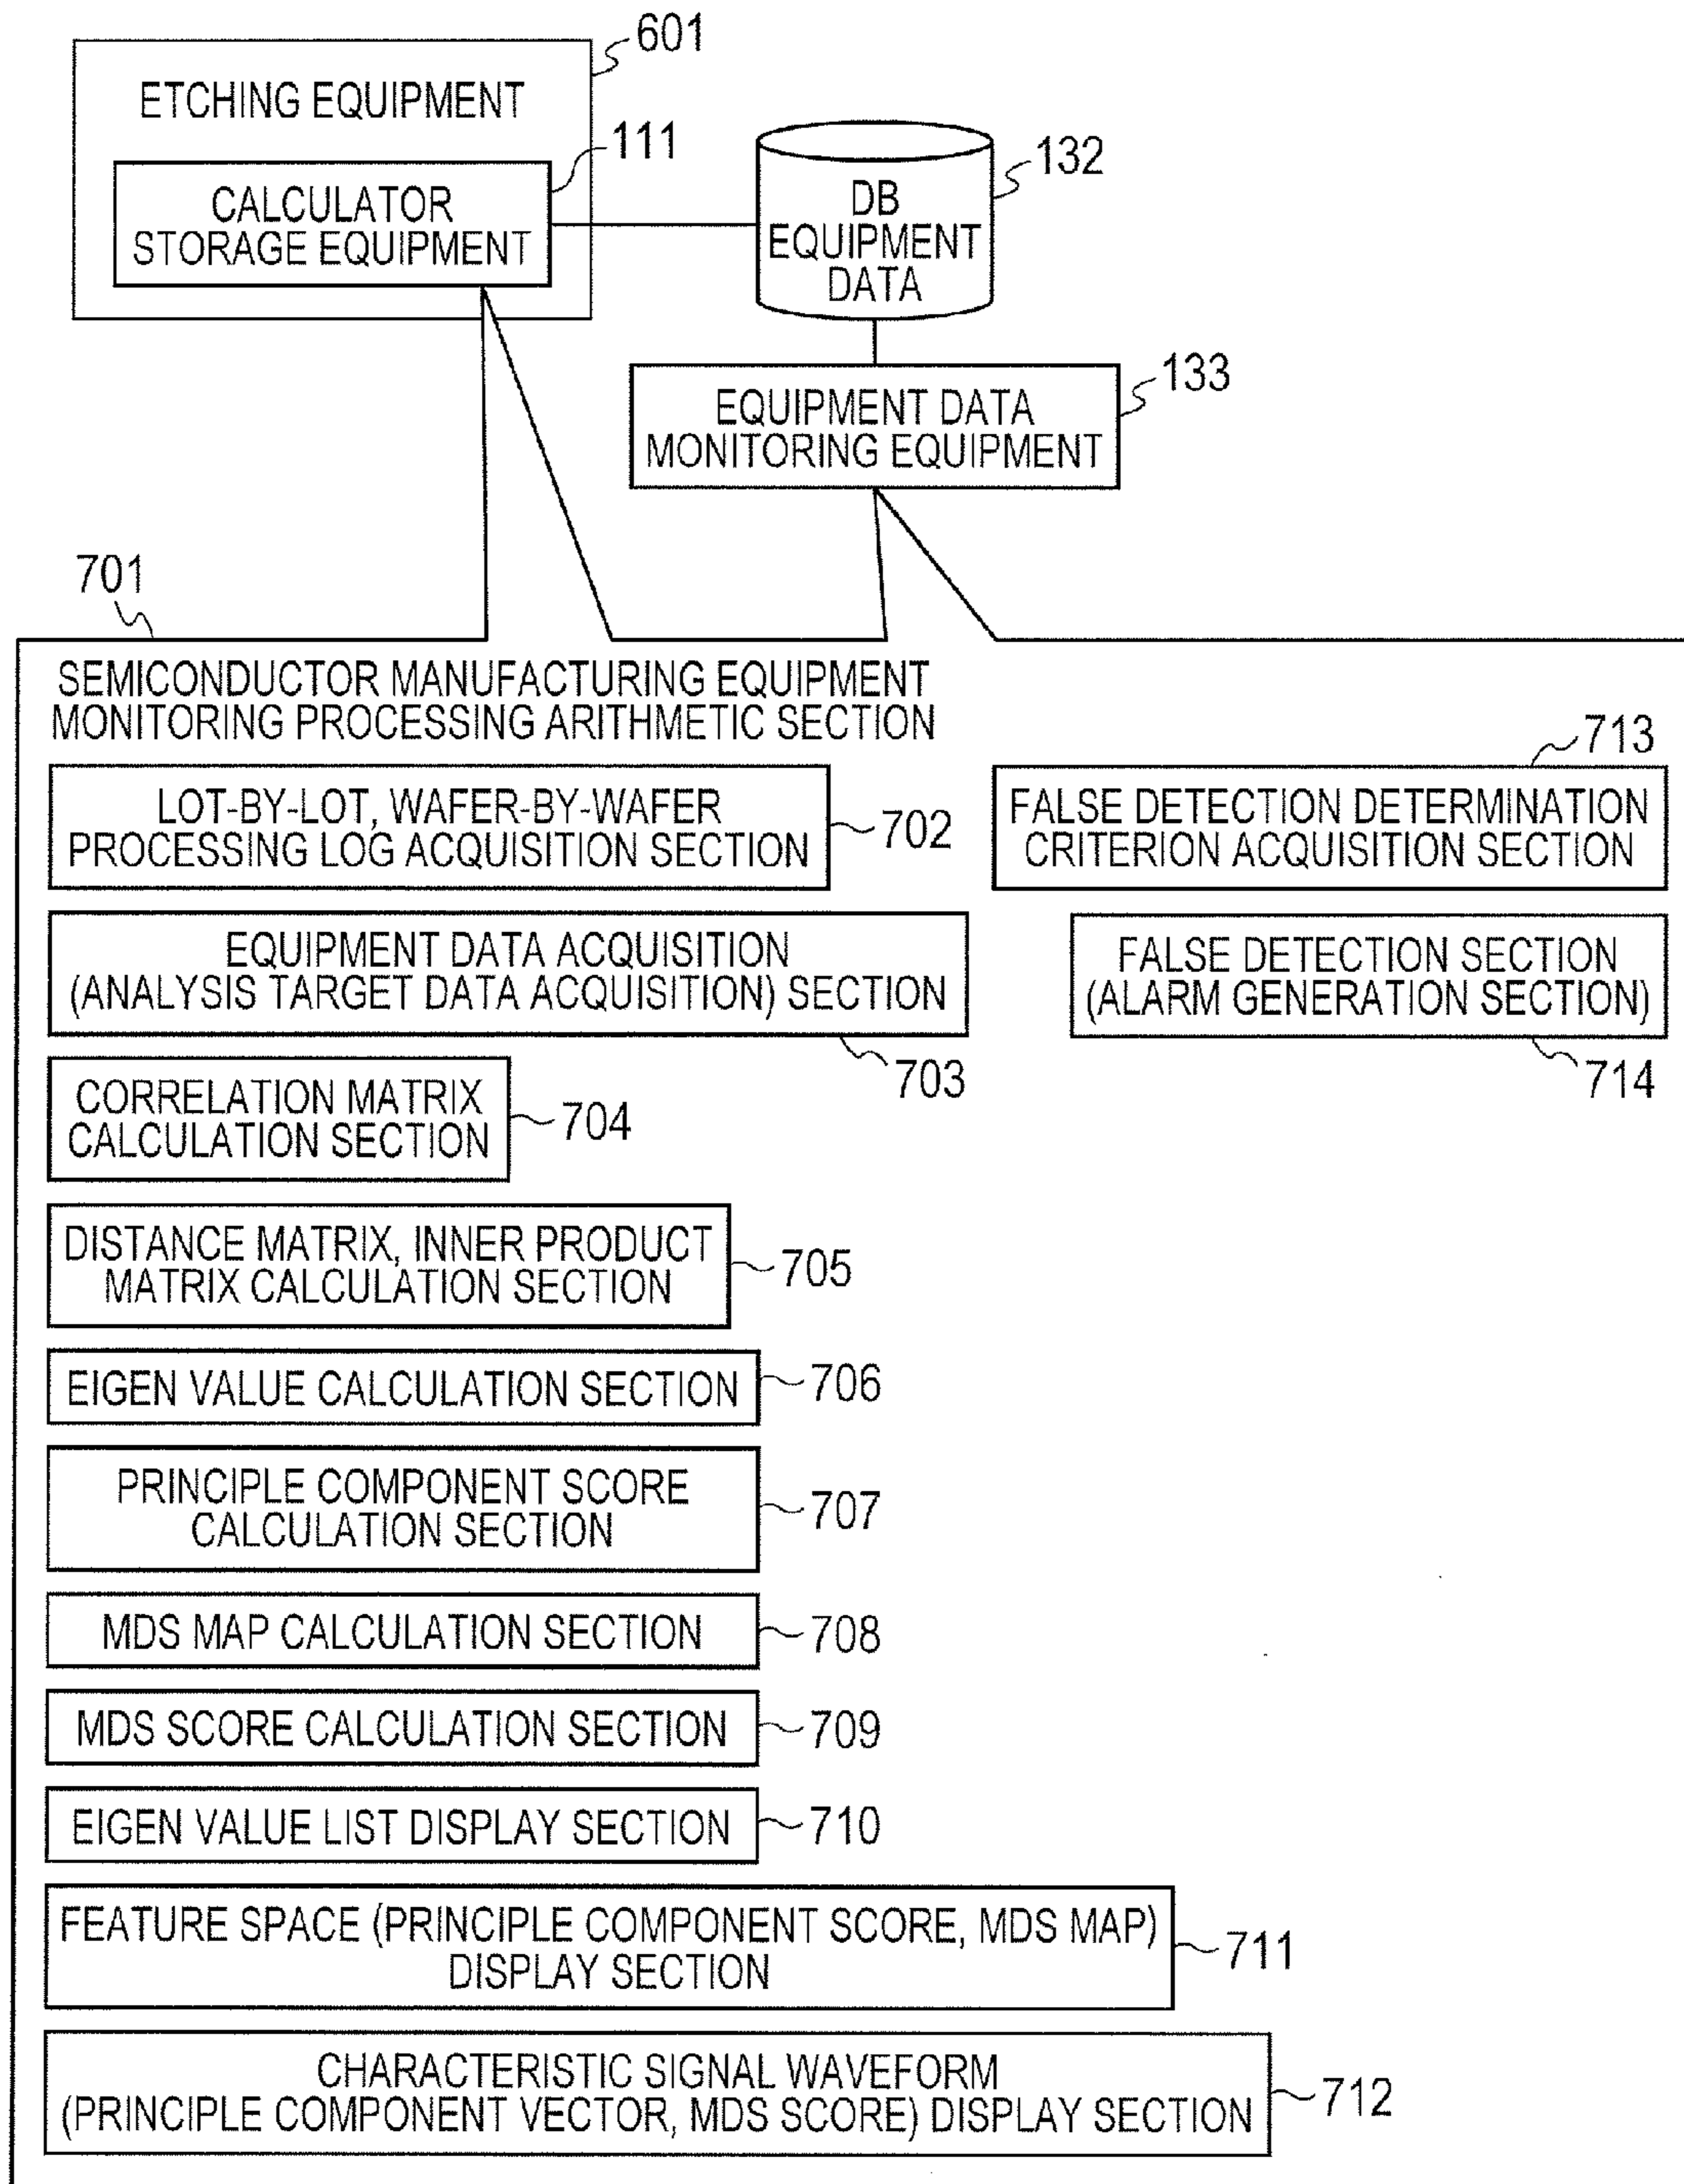 601
ETCHING EQUIPMENT
111
CALCULATOR
STORAGE EQUIPMENT
132
DB
EQUIPMENT
DATA
133
EQUIPMENT DATA
MONITORING EQUIPMENT
701
SEMICONDUCTOR MANUFACTURING EQUIPMENT
MONITORING PROCESSING ARITHMETIC SECTION
LOT-BY-LOT, WAFER-BY-WAFER
PROCESSING LOG ACQUISITION SECTION
702
713
FALSE DETECTION DETERMINATION
CRITERION ACQUISITION SECTION
EQUIPMENT DATA ACQUISITION
(ANALYSIS TARGET DATA ACQUISITION) SECTION
703
FALSE DETECTION SECTION
(ALARM GENERATION SECTION)
714
CORRELATION MATRIX
CALCULATION SECTION
704
DISTANCE MATRIX, INNER PRODUCT
MATRIX CALCULATION SECTION
705
EIGEN VALUE CALCULATION SECTION
706
PRINCIPLE COMPONENT SCORE
CALCULATION SECTION
707
MDS MAP CALCULATION SECTION
708
MDS SCORE CALCULATION SECTION
709
EIGEN VALUE LIST DISPLAY SECTION
710
FEATURE SPACE (PRINCIPLE COMPONENT SCORE, MDS MAP)
DISPLAY SECTION
711
CHARACTERISTIC SIGNAL WAVEFORM
(PRINCIPLE COMPONENT VECTOR, MDS SCORE) DISPLAY SECTION
712